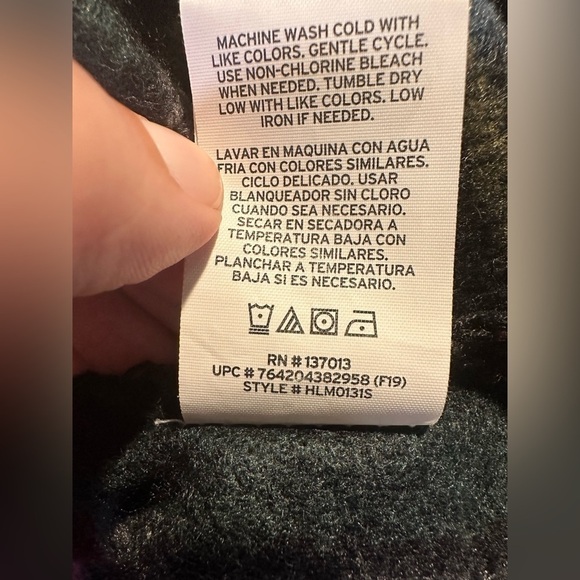 MACHINE WASH COLD WITH
LIKE COLORS. GENTLE CYCLE.
USE NON-CHLORINE BLEACH
WHEN NEEDED. TUMBLE DRY
LOW WITH LIKE COLORS. LOW
IRON IF NEEDED.
LAVAR EN MAQUINA CON AGUA
FRIA CON COLORES SIMILARES.
CICLO DELICADO. USAR
BLANQUEADOR SIN CLORO
CUANDO SEA NECESARIO.
SECAR EN SECADORA A
TEMPERATURA BAJA CON
COLORES SIMILARES.
PLANCHAR A TEMPERATURA
BAJA SI ES NECESARIO.
RN # 137013
UPC # 764204382958 (F19)
STYLE # HLM0131S